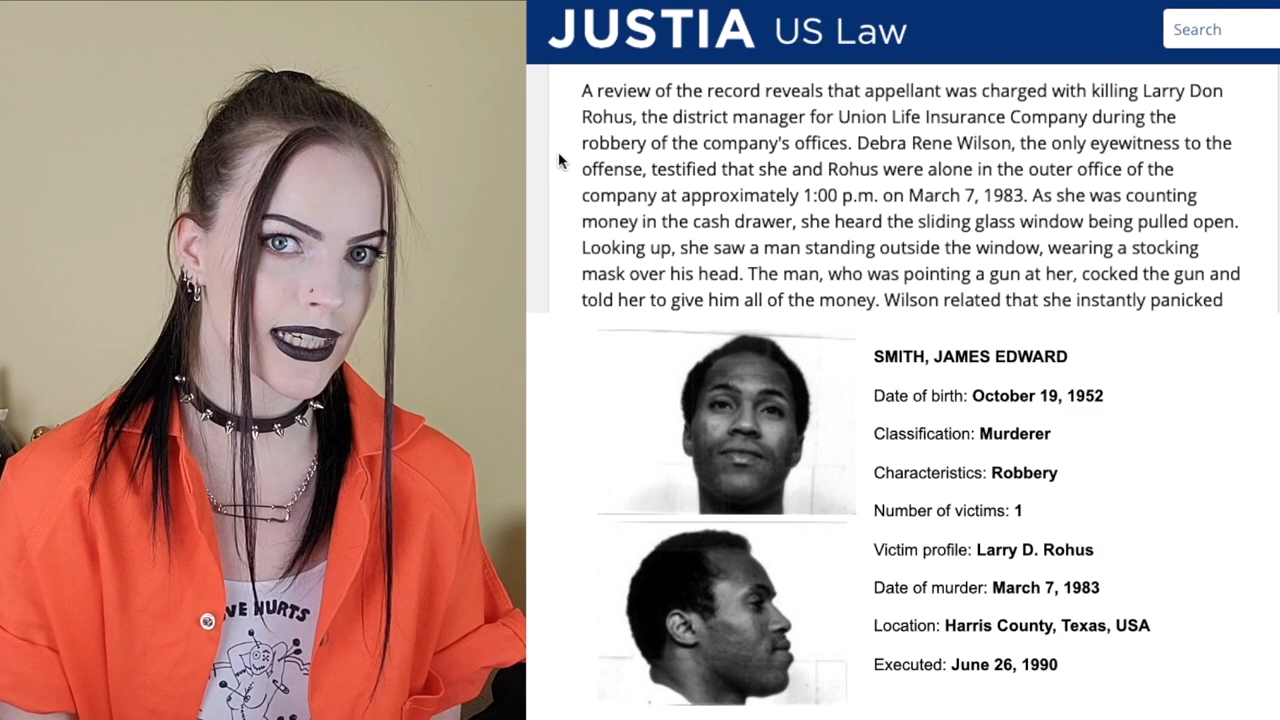 JUSTIA US Law
Search
A review of the record reveals that appellant was charged with killing Larry Don
Rohus, the district manager for Union Life Insurance Company during the
robbery of the company's offices. Debra Rene Wilson, the only eyewitness to the
offense, testified that she and Rohus were alone in the outer office of the
company at approximately 1:00 p.m. on March 7, 1983. As she was counting
money in the cash drawer, she heard the sliding glass window being pulled open.
Looking up, she saw a man standing outside the window, wearing a stocking
mask over his head. The man, who was pointing a gun at her, cocked the gun and
told her to give him all of the money. Wilson related that she instantly panicked
SMITH, JAMES EDWARD
Date of birth: October 19, 1952
Classification: Murderer
Characteristics: Robbery
Number of victims: 1
Victim profile: Larry D. Rohus
Date of murder: March 7, 1983
Location: Harris County, Texas, USA
Executed: June 26, 1990
HURTS